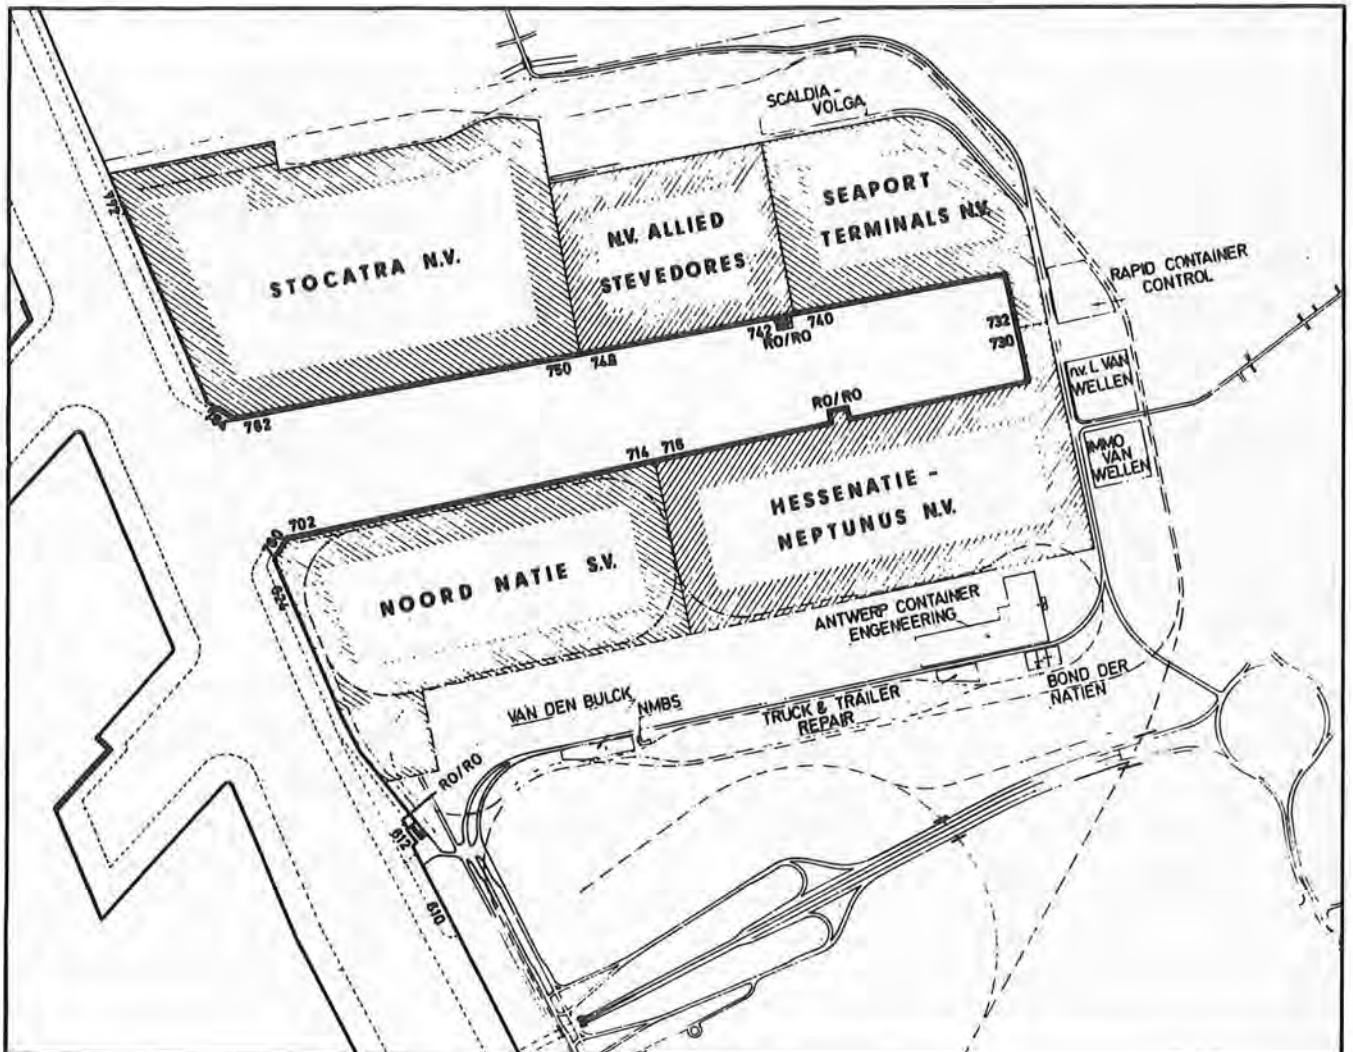 SCALDIA -
VOLGA
SEAPORT
TERMINALS N.V.
N.V. ALLIED
STEVEDORES
STOCATRA N.V.
772
RAPID CONTAINER
CONTROL
732
730
742
740
RO/RO
750
748
762
n.v. L. VAN
WELLEN
RO/RO
IMMO
VAN
WELLEN
714
716
HESSENATIE -
NEPTUNUS N.V.
702
NOORD NATIE S.V.
624
ANTWERP CONTAINER
ENGENEERING
BOND DER
NATIEN
VAN DEN BULCK
NMBS
TRUCK & TRAILER
REPAIR
RO/RO
612
610